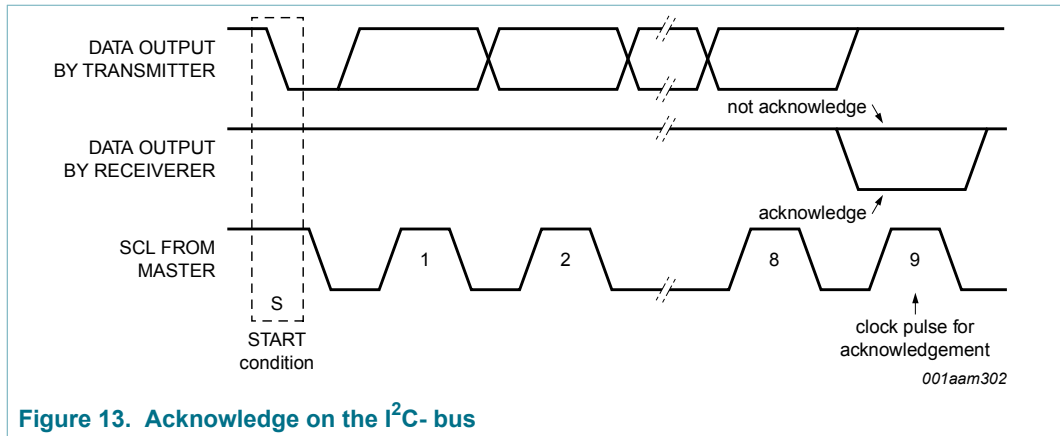 DATA OUTPUT
BY TRANSMITTER
not acknowledge
DATA OUTPUT
BY RECEIVERER
acknowledge
SCL FROM
MASTER
1
2
8
9
S
START
condition
clock pulse for
acknowledgement
001aam302
Figure 13. Acknowledge on the I²C- bus